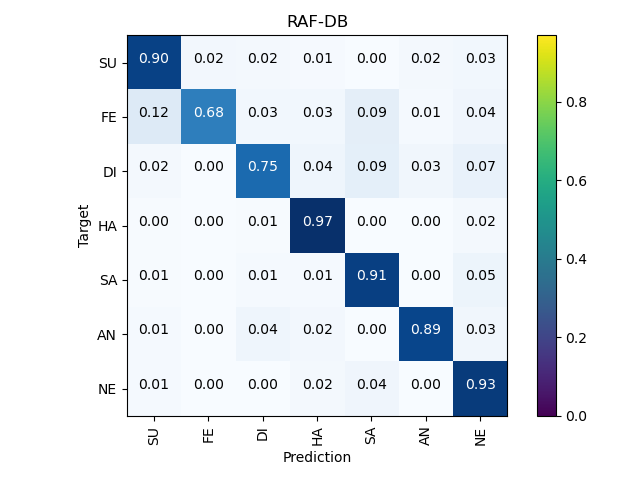 RAF-DB
SU 0.90 0.02 0.02 0.01 0.00 0.02 0.03
FE 0.12 0.68 0.03 0.03 0.09 0.01 0.04
DI 0.02 0.00 0.75 0.04 0.09 0.03 0.07
HA 0.00 0.00 0.01 0.97 0.00 0.00 0.02
SA 0.01 0.00 0.01 0.01 0.91 0.00 0.05
AN 0.01 0.00 0.04 0.02 0.00 0.89 0.03
NE 0.01 0.00 0.00 0.02 0.04 0.00 0.93
SU FE DI HA SA AN NE
Prediction
Target
0.8
0.6
0.4
0.2
0.0